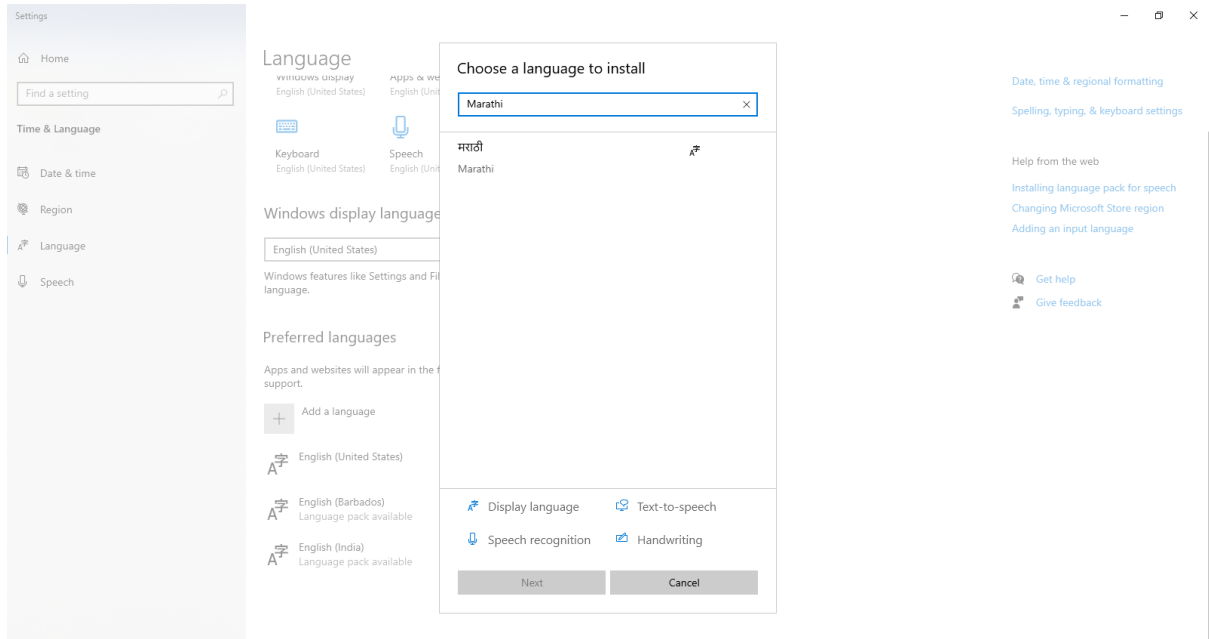 Settings
Home
Find a setting
Time & Language
Date & time
Region
Language
Speech
Language
Windows display
Apps & we
English (United States)
English (Unit
Keyboard
Speech
English (United States)
English (Unit
Windows display language
English (United States)
Windows features like Settings and Fil
language.
Preferred languages
Apps and websites will appear in the f
support.
Add a language
English (United States)
English (Barbados)
Language pack available
English (India)
Language pack available
Choose a language to install
Marathi
मराठी
Marathi
Display language
Text-to-speech
Speech recognition
Handwriting
Next
Cancel
Date, time & regional formatting
Spelling, typing, & keyboard settings
Help from the web
Installing language pack for speech
Changing Microsoft Store region
Adding an input language
Get help
Give feedback